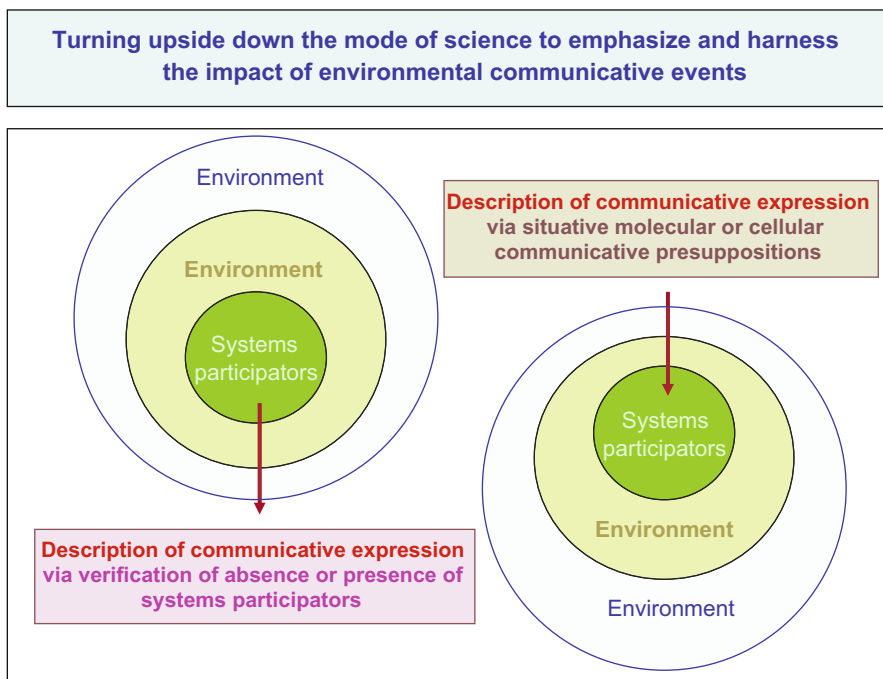 Turning upside down the mode of science to emphasize and harness
the impact of environmental communicative events
Environment
Environment
Systems
participators
Description of communicative expression
via verification of absence or presence of
systems participators
Description of communicative expression
via situative molecular or cellular
communicative presuppositions
Systems
participators
Environment
Environment